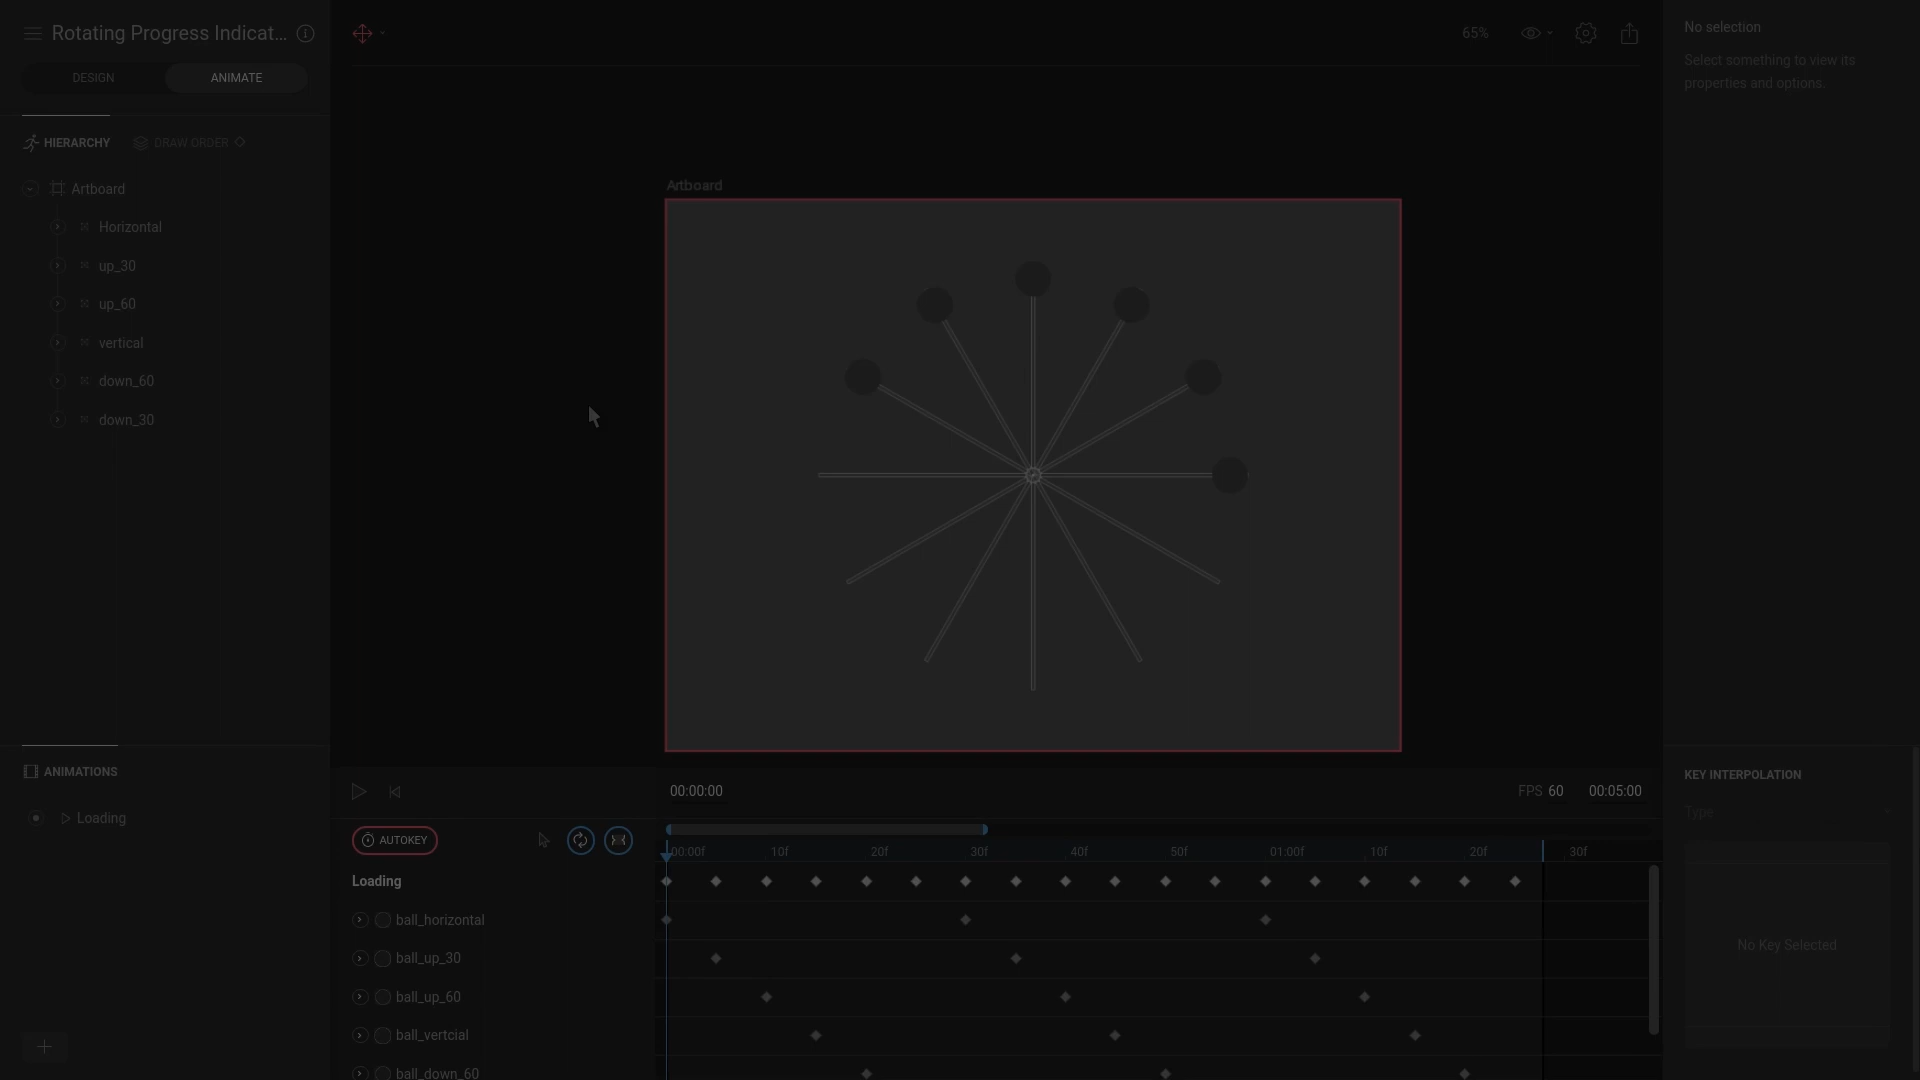 Rotating Progress Indicat...
DESIGN
ANIMATE
65%
No selection
Select something to view its
properties and options.
HIERARCHY
DRAW ORDER
Artboard
Horizontal
up_30
up_60
vertical
down_60
down_30
Artboard
ANIMATIONS
Loading
00:00:00
FPS 60
00:05:00
KEY INTERPOLATION
Type
No Key Selected
AUTOKEY
00:00f
10f
20f
30f
40f
50f
01:00f
10f
20f
30f
Loading
ball_horizontal
ball_up_30
ball_up_60
ball_vertcial
ball_down_60